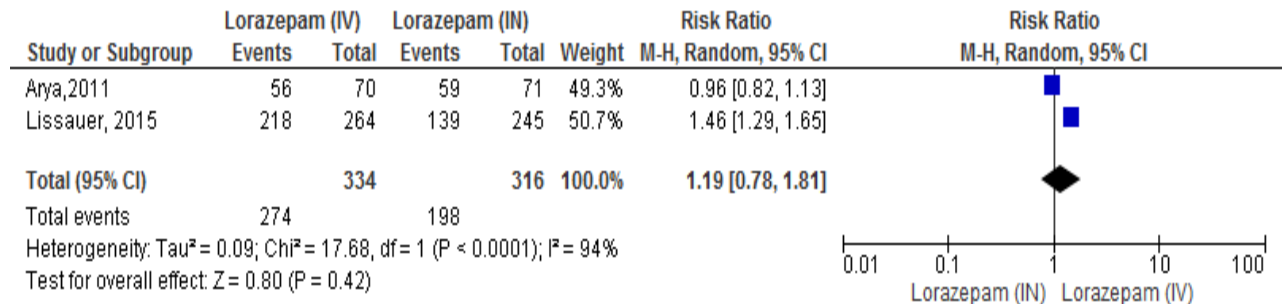 Lorazepam (IV) Lorazepam (IN) Risk Ratio Risk Ratio
Study or Subgroup Events Total Events Total Weight M-H, Random, 95% CI M-H, Random, 95% CI
Arya,2011 56 70 59 71 49.3% 0.96 [0.82, 1.13]
Lissauer, 2015 218 264 139 245 50.7% 1.46 [1.29, 1.65]
Total (95% CI) 334 316 100.0% 1.19 [0.78, 1.81]
Total events 274 198
Heterogeneity: Tau² = 0.09; Chi² = 17.68, df = 1 (P < 0.0001); I² = 94%
Test for overall effect: Z = 0.80 (P = 0.42)
0.01 0.1 1 10 100
Lorazepam (IN) Lorazepam (IV)